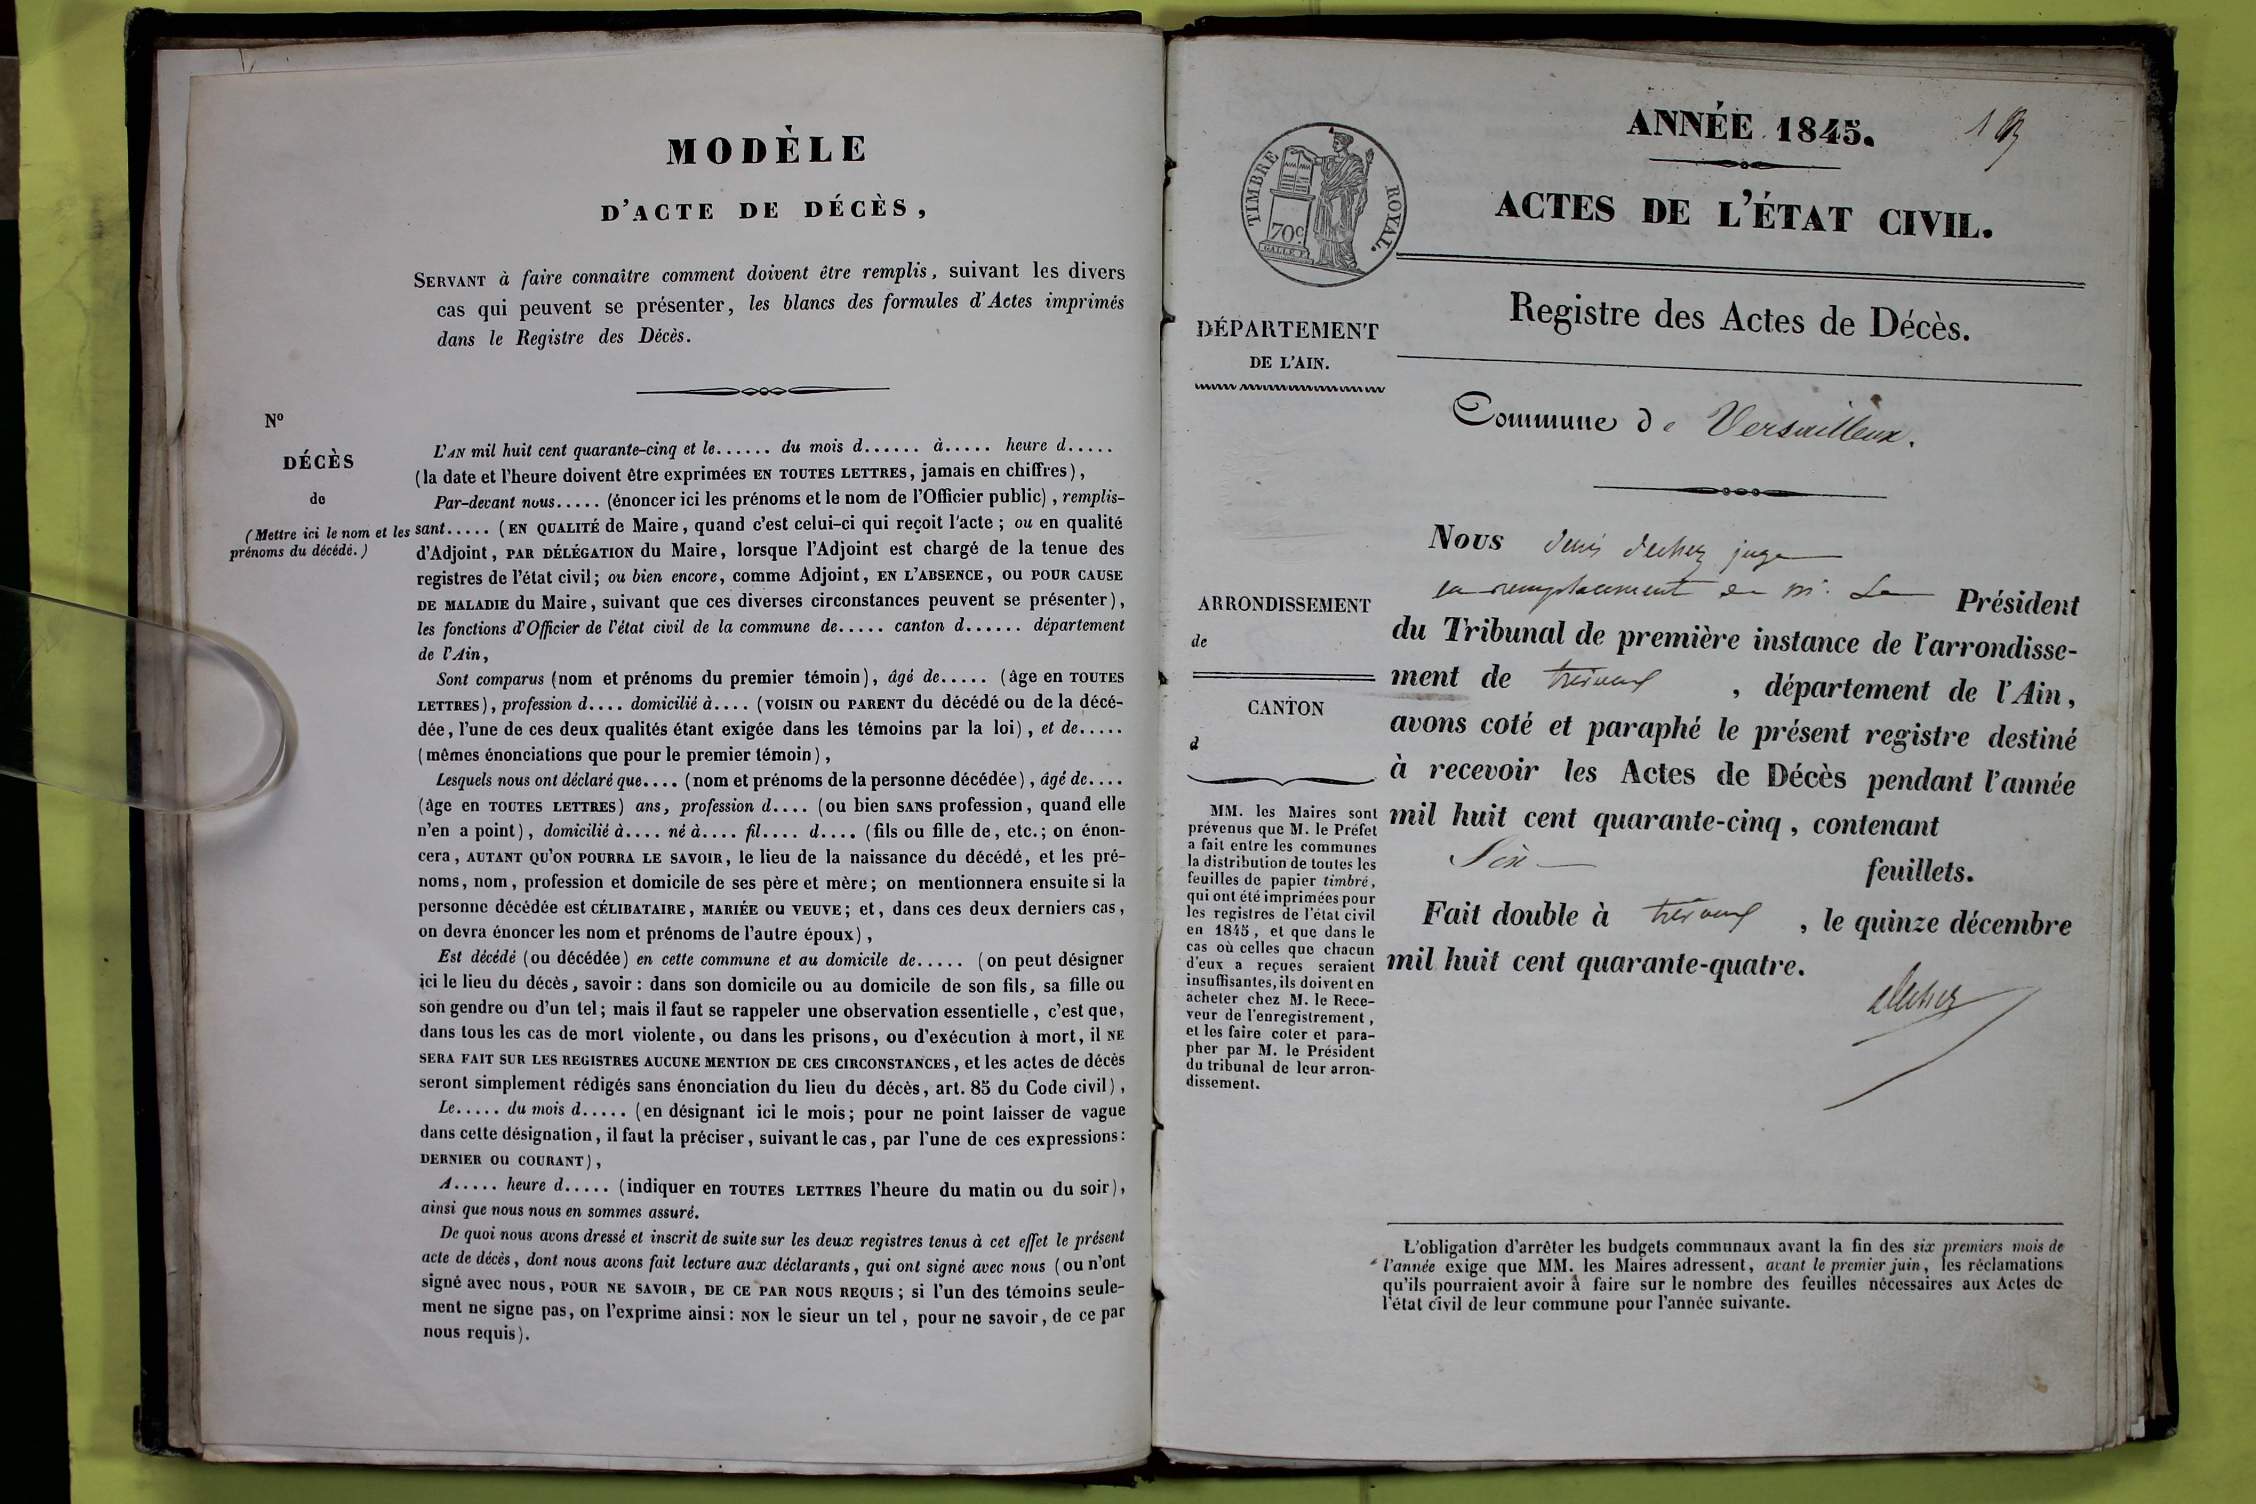 MODÈLE
D'ACTE DE DÉCÈS,
SERVANT à faire connaître comment doivent être remplis, suivant les divers
cas qui peuvent se présenter, les blancs des formules d'Actes imprimés
dans le Registre des Décès.
Nº
DÉCÈS
de
(Mettre ici le nom et les
prénoms du décédé.)
L'AN mil huit cent quarante-cinq et le...... du mois d...... à..... heure d.....
(la date et l'heure doivent être exprimées EN TOUTES LETTRES, jamais en chiffres),
Par-devant nous..... (énoncer ici les prénoms et le nom de l'Officier public), remplis-
sant..... (EN QUALITÉ de Maire, quand c'est celui-ci qui reçoit l'acte; ou en qualité
d'Adjoint, PAR DÉLÉGATION du Maire, lorsque l'Adjoint est chargé de la tenue des
registres de l'état civil; ou bien encore, comme Adjoint, EN L'ABSENCE, OU POUR CAUSE
DE MALADIE du Maire, suivant que ces diverses circonstances peuvent se présenter),
les fonctions d'Officier de l'état civil de la commune de..... canton d...... département
de l'Ain,
Sont comparus (nom et prénoms du premier témoin), âgé de..... (âge en TOUTES
LETTRES), profession d.... domicilié à.... (VOISIN OU PARENT du décédé ou de la décé-
dée, l'une de ces deux qualités étant exigée dans les témoins par la loi), et de.....
(mêmes énonciations que pour le premier témoin),
Lesquels nous ont déclaré que.... (nom et prénoms de la personne décédée), âgé de....
(âge en TOUTES LETTRES) ans, profession d.... (ou bien SANS profession, quand elle
n'en a point), domicilié à.... né à.... fil.... d.... (fils ou fille de, etc.; on énon-
cera, AUTANT QU'ON POURRA LE SAVOIR, le lieu de la naissance du décédé, et les pré-
noms, nom, profession et domicile de ses père et mère; on mentionnera ensuite si la
personne décédée est CÉLIBATAIRE, MARIÉE OU VEUVE; et, dans ces deux derniers cas,
on devra énoncer les nom et prénoms de l'autre époux),
Est décédé (ou décédée) en cette commune et au domicile de..... (on peut désigner
ici le lieu du décès, savoir: dans son domicile ou au domicile de son fils, sa fille ou
son gendre ou d'un tel; mais il faut se rappeler une observation essentielle, c'est que,
dans tous les cas de mort violente, ou dans les prisons, ou d'exécution à mort, il NE
SERA FAIT SUR LES REGISTRES AUCUNE MENTION DE CES CIRCONSTANCES, et les actes de décès
seront simplement rédigés sans énonciation du lieu du décès, art. 85 du Code civil),
Le..... du mois d..... (en désignant ici le mois; pour ne point laisser de vague
dans cette désignation, il faut la préciser, suivant le cas, par l'une de ces expressions:
DERNIER OU COURANT),
A..... heure d..... (indiquer en TOUTES LETTRES l'heure du matin ou du soir),
ainsi que nous nous en sommes assuré.
De quoi nous avons dressé et inscrit de suite sur les deux registres tenus à cet effet le présent
acte de décès, dont nous avons fait lecture aux déclarants, qui ont signé avec nous (ou n'ont
signé avec nous, POUR NE SAVOIR, DE CE PAR NOUS REQUIS; si l'un des témoins seule-
ment ne signe pas, on l'exprime ainsi: NON le sieur un tel, pour ne savoir, de ce par
nous requis).
ANNÉE 1845.
TIMBRE ROYAL.
70 C.
GALLE F.
ACTES DE L'ÉTAT CIVIL.
DÉPARTEMENT
DE L'AIN.
ARRONDISSEMENT
de
CANTON
d
MM. les Maires sont
prévenus que M. le Préfet
a fait entre les communes
la distribution de toutes les
feuilles de papier timbré,
qui ont été imprimées pour
les registres de l'état civil
en 1845, et que dans le
cas où celles que chacun
d'eux a reçues seraient
insuffisantes, ils doivent en
acheter chez M. le Rece-
veur de l'enregistrement,
et les faire coter et para-
pher par M. le Président
du tribunal de leur arron-
dissement.
Registre des Actes de Décès.
Commune de Versailleux.
Nous denis decher juge
en remplacement de m. Le Président
du Tribunal de première instance de l'arrondisse-
ment de trévoux, département de l'Ain,
avons coté et paraphé le présent registre destiné
à recevoir les Actes de Décès pendant l'année
mil huit cent quarante-cinq, contenant
Six feuillets.
Fait double à trévoux, le quinze décembre
mil huit cent quarante-quatre.
decher
L'obligation d'arrêter les budgets communaux avant la fin des six premiers mois de
l'année exige que MM. les Maires adressent, avant le premier juin, les réclamations
qu'ils pourraient avoir à faire sur le nombre des feuilles nécessaires aux Actes de
l'état civil de leur commune pour l'année suivante.